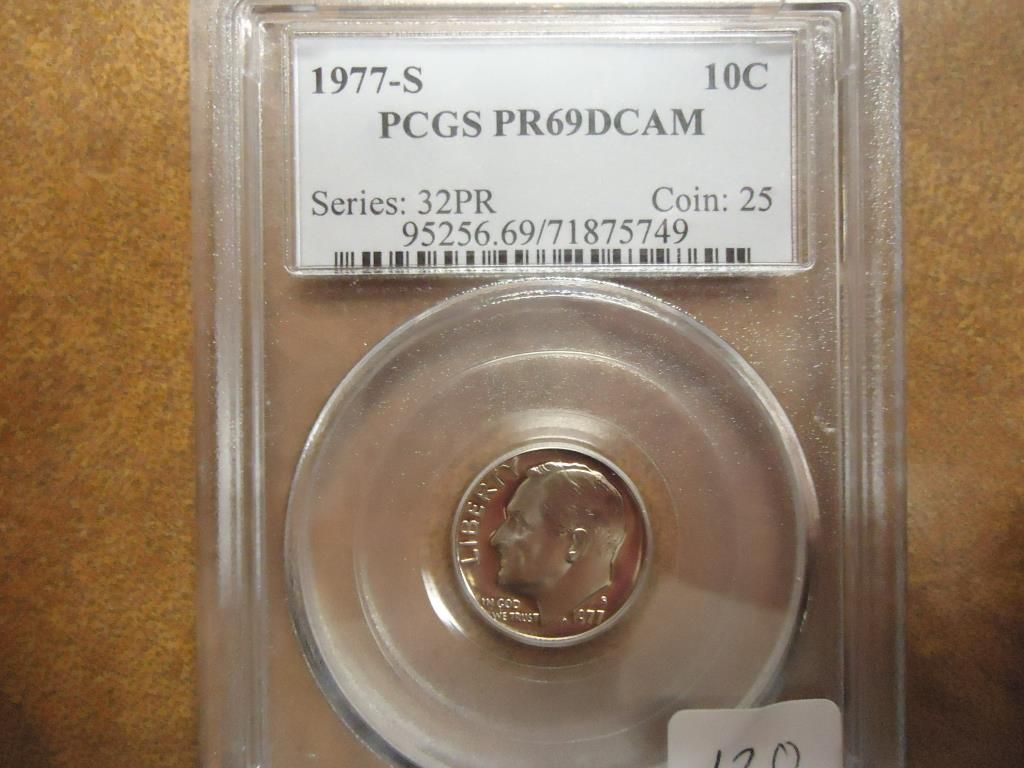 1977-S 10C
PCGS PR69DCAM
Series: 32PR Coin: 25
95256.69/71875749
LIBERTY
IN GOD
WE TRUST
S
1977